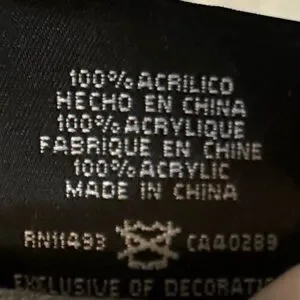 100% ACRILICO
HECHO EN CHINA
100% ACRYLIQUE
FABRIQUE EN CHINE
100% ACRYLIC
MADE IN CHINA
RN11493 CA40289
EXCLUSIVE OF